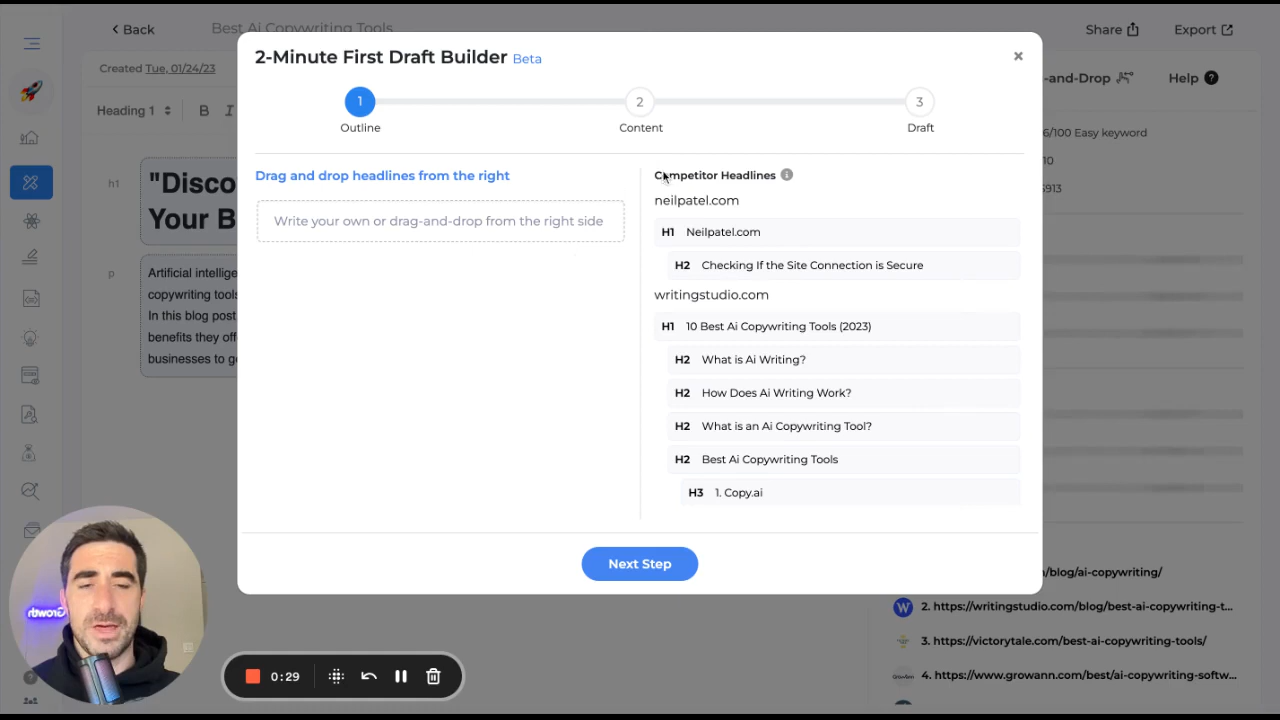 Back
Best Ai Copywriting Tools
Share
Export
Created Tue, 01/24/23
-and-Drop
Help
Heading 1
B
I
6/100 Easy keyword
10
5913
h1
"Disco
Your B
p
Artificial intellige
copywriting tools
In this blog post
benefits they off
businesses to ge
2-Minute First Draft Builder Beta
1
2
3
Outline
Content
Draft
Drag and drop headlines from the right
Write your own or drag-and-drop from the right side
Competitor Headlines
neilpatel.com
H1 Neilpatel.com
H2 Checking If the Site Connection is Secure
writingstudio.com
H1 10 Best Ai Copywriting Tools (2023)
H2 What is Ai Writing?
H2 How Does Ai Writing Work?
H2 What is an Ai Copywriting Tool?
H2 Best Ai Copywriting Tools
H3 1. Copy.ai
Next Step
/blog/ai-copywriting/
W 2. https://writingstudio.com/blog/best-ai-copywriting-t...
3. https://victorytale.com/best-ai-copywriting-tools/
4. https://www.growann.com/best/ai-copywriting-softw...
0:29